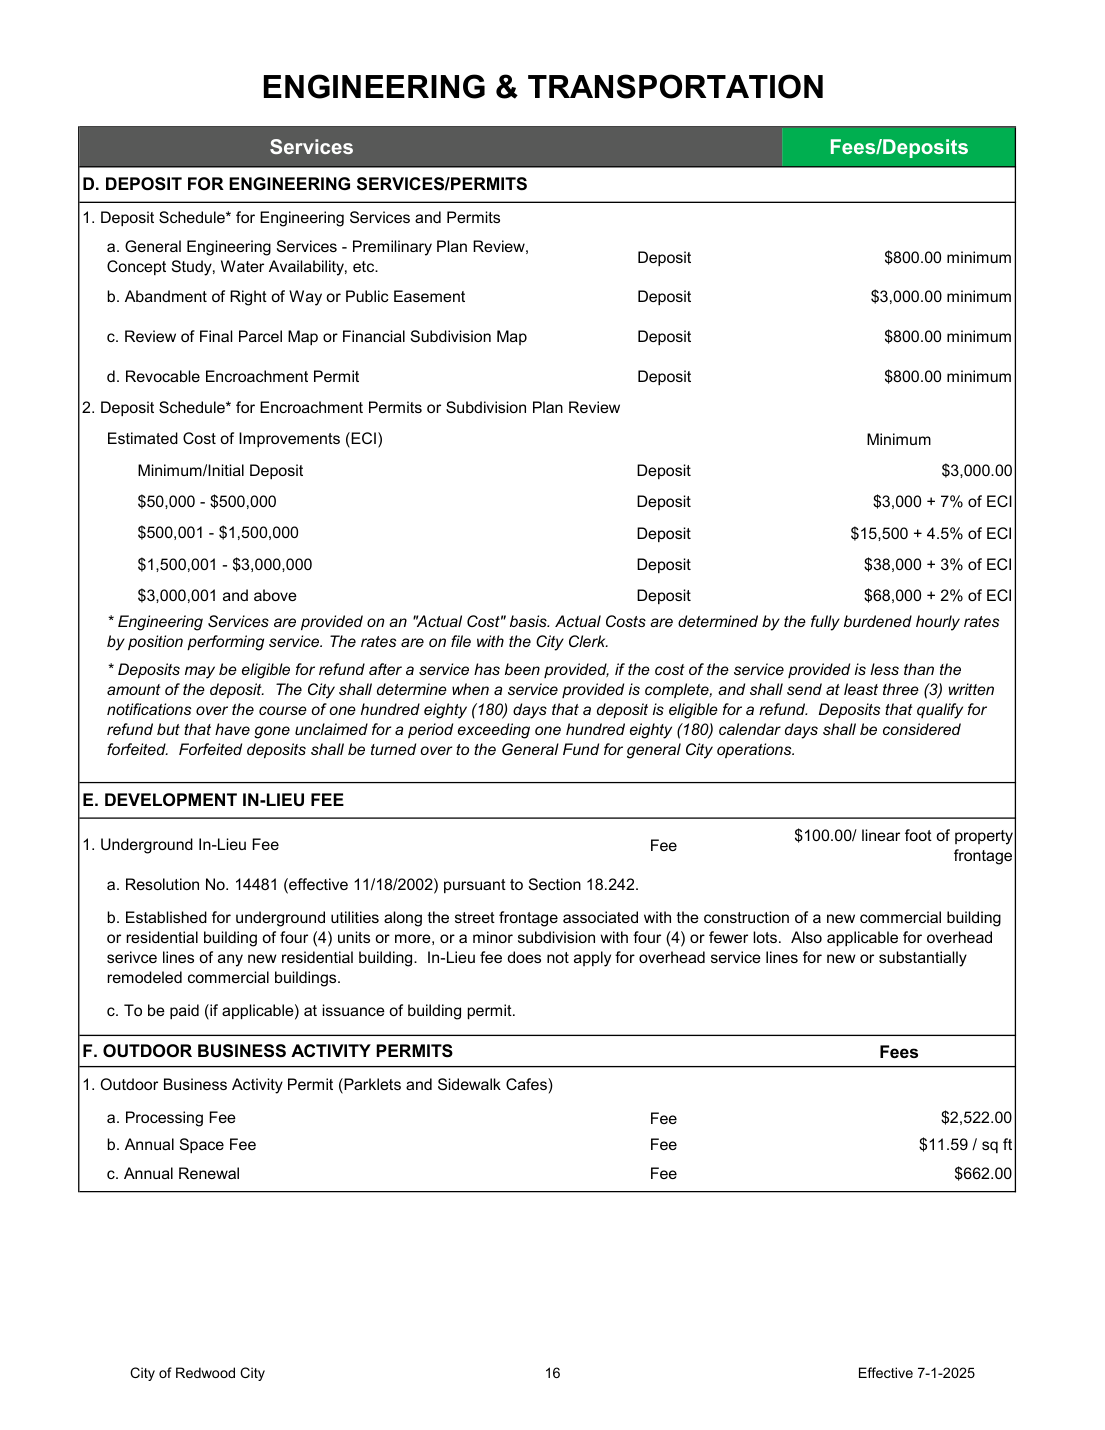 ENGINEERING & TRANSPORTATION
Services Fees/Deposits
D. DEPOSIT FOR ENGINEERING SERVICES/PERMITS
1. Deposit Schedule* for Engineering Services and Permits
a. General Engineering Services - Premilinary Plan Review,
Concept Study, Water Availability, etc. Deposit $800.00 minimum
b. Abandment of Right of Way or Public Easement Deposit $3,000.00 minimum
c. Review of Final Parcel Map or Financial Subdivision Map Deposit $800.00 minimum
d. Revocable Encroachment Permit Deposit $800.00 minimum
2. Deposit Schedule* for Encroachment Permits or Subdivision Plan Review
Estimated Cost of Improvements (ECI) Minimum
Minimum/Initial Deposit Deposit $3,000.00
$50,000 - $500,000 Deposit $3,000 + 7% of ECI
$500,001 - $1,500,000 Deposit $15,500 + 4.5% of ECI
$1,500,001 - $3,000,000 Deposit $38,000 + 3% of ECI
$3,000,001 and above Deposit $68,000 + 2% of ECI
* Engineering Services are provided on an "Actual Cost" basis. Actual Costs are determined by the fully burdened hourly rates
by position performing service. The rates are on file with the City Clerk.
* Deposits may be eligible for refund after a service has been provided, if the cost of the service provided is less than the
amount of the deposit. The City shall determine when a service provided is complete, and shall send at least three (3) written
notifications over the course of one hundred eighty (180) days that a deposit is eligible for a refund. Deposits that qualify for
refund but that have gone unclaimed for a period exceeding one hundred eighty (180) calendar days shall be considered
forfeited. Forfeited deposits shall be turned over to the General Fund for general City operations.
E. DEVELOPMENT IN-LIEU FEE
1. Underground In-Lieu Fee Fee $100.00/ linear foot of property
frontage
a. Resolution No. 14481 (effective 11/18/2002) pursuant to Section 18.242.
b. Established for underground utilities along the street frontage associated with the construction of a new commercial building
or residential building of four (4) units or more, or a minor subdivision with four (4) or fewer lots. Also applicable for overhead
serivce lines of any new residential building. In-Lieu fee does not apply for overhead service lines for new or substantially
remodeled commercial buildings.
c. To be paid (if applicable) at issuance of building permit.
F. OUTDOOR BUSINESS ACTIVITY PERMITS Fees
1. Outdoor Business Activity Permit (Parklets and Sidewalk Cafes)
a. Processing Fee Fee $2,522.00
b. Annual Space Fee Fee $11.59 / sq ft
c. Annual Renewal Fee $662.00
City of Redwood City 16 Effective 7-1-2025